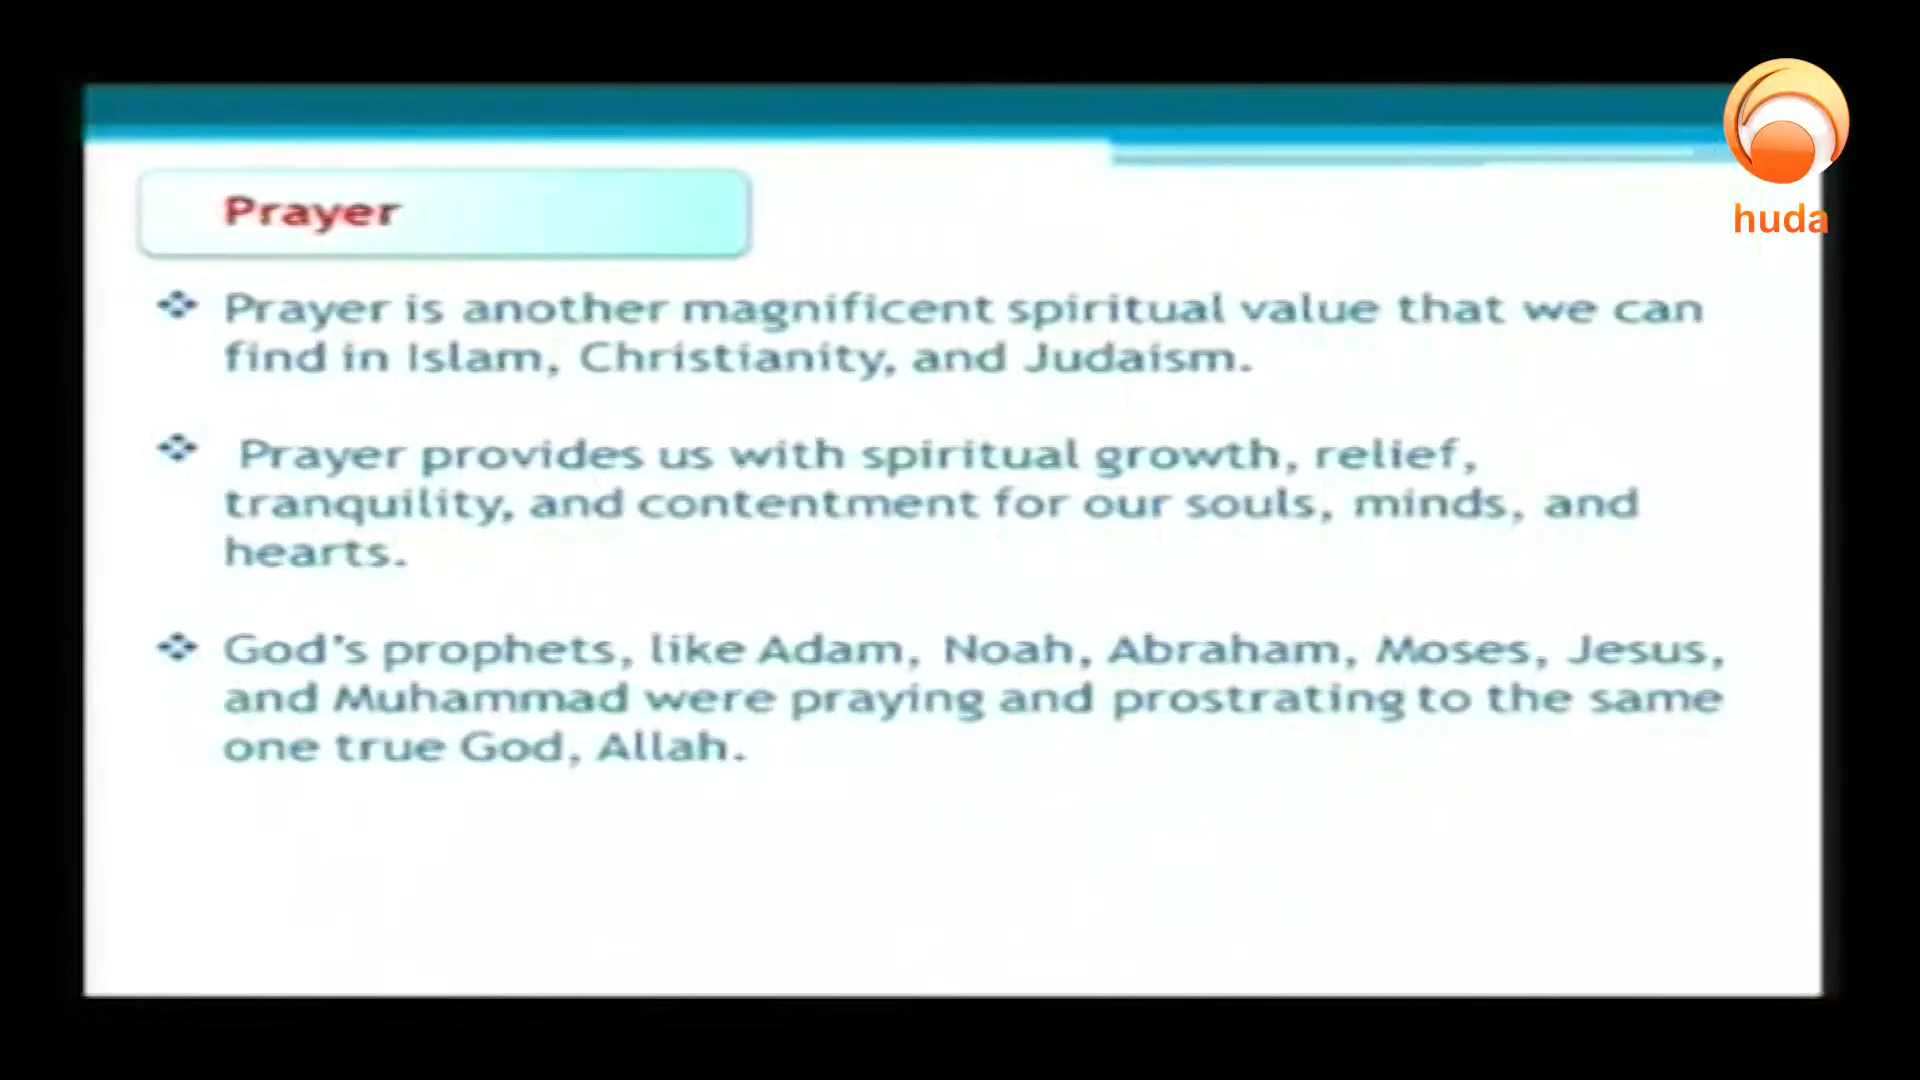 huda
Prayer
Prayer is another magnificent spiritual value that we can
find in Islam, Christianity, and Judaism.
Prayer provides us with spiritual growth, relief,
tranquility, and contentment for our souls, minds, and
hearts.
God's prophets, like Adam, Noah, Abraham, Moses, Jesus,
and Muhammad were praying and prostrating to the same
one true God, Allah.